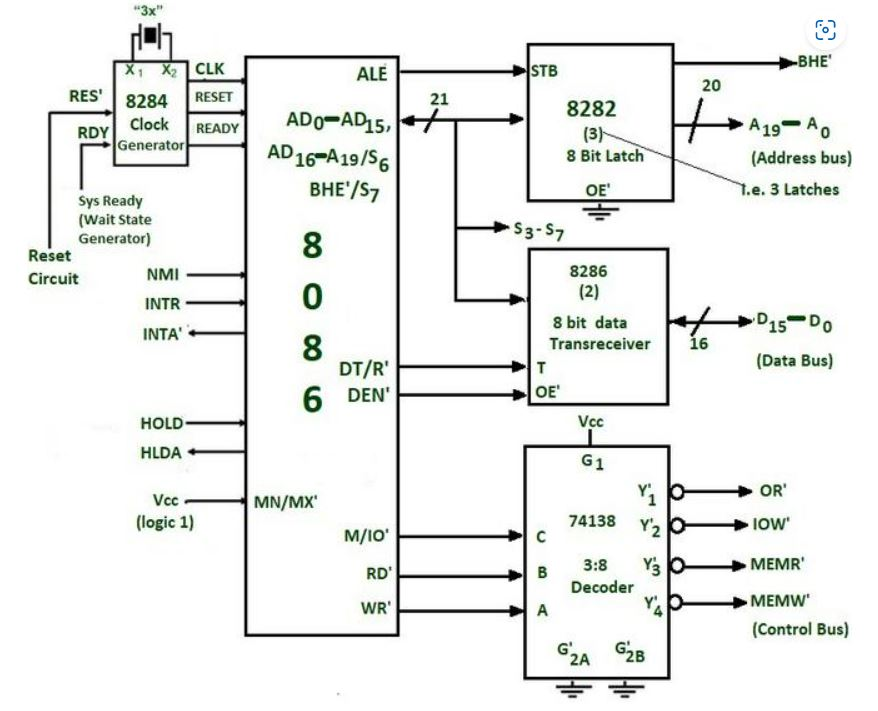 “3x”
X1 X2
8284
Clock
Generator
RES'
RDY
CLK
RESET
READY
Sys Ready
(Wait State
Generator)
Reset
Circuit
NMI
INTR
INTA'
HOLD
HLDA
Vcc
(logic 1)
ALE
AD0-AD15,
AD16-A19/S6
BHE'/S7
8
0
8
6
DT/R'
DEN'
MN/MX'
M/IO'
RD'
WR'
21
S3-S7
STB
8282
(3)
8 Bit Latch
OE'
BHE'
20
A19- A0
(Address bus)
I.e. 3 Latches
8286
(2)
8 bit data
Transreceiver
T
OE'
16
D15- D0
(Data Bus)
Vcc
G1
74138
3:8
Decoder
C
B
A
Y'1
Y'2
Y'3
Y'4
G'2A G'2B
OR'
IOW'
MEMR'
MEMW'
(Control Bus)